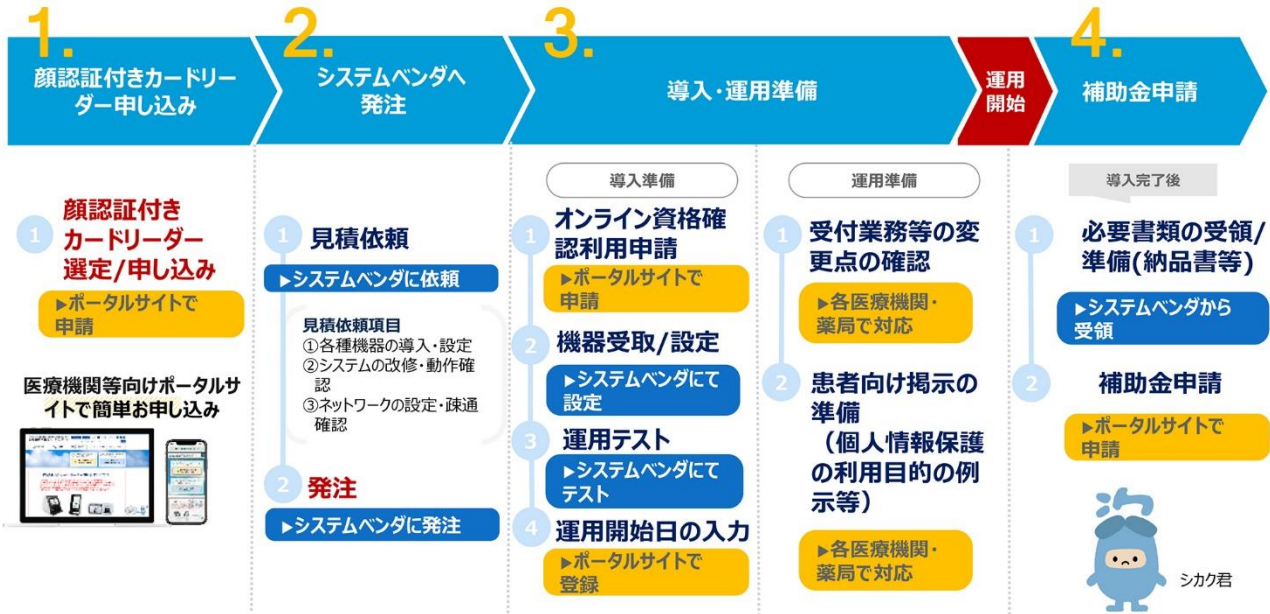 1.
顔認証付きカードリー
ダー申し込み
2.
システムベンダへ
発注
3.
導入・運用準備
運用
開始
4.
補助金申請
1
顔認証付き
カードリーダー
選定/申し込み
▶ポータルサイトで
申請
医療機関等向けポータルサ
イトで簡単お申し込み
1
見積依頼
▶システムベンダに依頼
見積依頼項目
①各種機器の導入・設定
②システムの改修・動作確
認
③ネットワークの設定・疎通
確認
2
発注
▶システムベンダに発注
導入準備
1
オンライン資格確
認利用申請
▶ポータルサイトで
申請
2
機器受取/設定
▶システムベンダにて
設定
3
運用テスト
▶システムベンダにて
テスト
4
運用開始日の入力
▶ポータルサイトで
登録
運用準備
1
受付業務等の変
更点の確認
▶各医療機関・
薬局で対応
2
患者向け掲示の
準備
（個人情報保護
の利用目的の例
示等）
▶各医療機関・
薬局で対応
導入完了後
1
必要書類の受領/
準備(納品書等)
▶システムベンダから
受領
2
補助金申請
▶ポータルサイトで
申請
シカク君